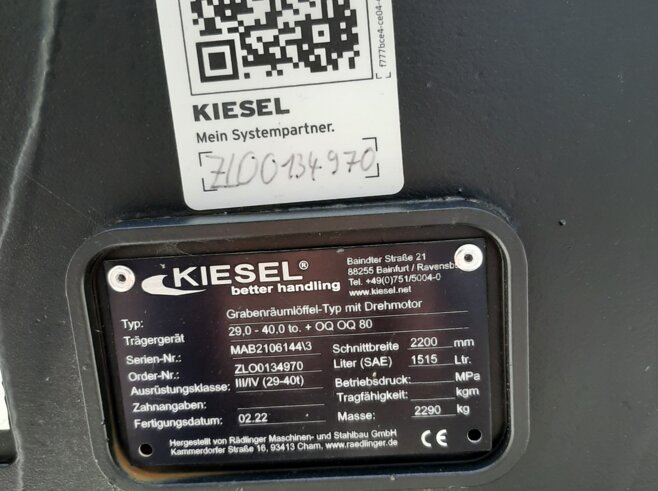 f777bce4-ce04-
KIESEL
Mein Systempartner.
ZLO0134970
KIESEL®
better handling
Baindter Straße 21
88255 Bainfurt /
Tel. +49(0)751/5004-0
www.kiesel.net
Typ: Grabenräumlöffel-Typ mit Drehmotor
Trägergerät 29,0 - 40,0 to. + OQ OQ 80
Serien-Nr.: MAB2106144\3 Schnittbreite 2200 mm
Order-Nr.: ZLO0134970 Liter (SAE) 1515 Ltr.
Ausrüstungsklasse: III/IV (29-40t) Betriebsdruck: MPa
Zahnangaben: Tragfähigkeit: kgm
Fertigungsdatum: 02.22 Masse: 2290 kg
Hergestellt von Rädlinger Maschinen- und Stahlbau GmbH
Kammerdorfer Straße 16, 93413 Cham, www.raedlinger.de
CE